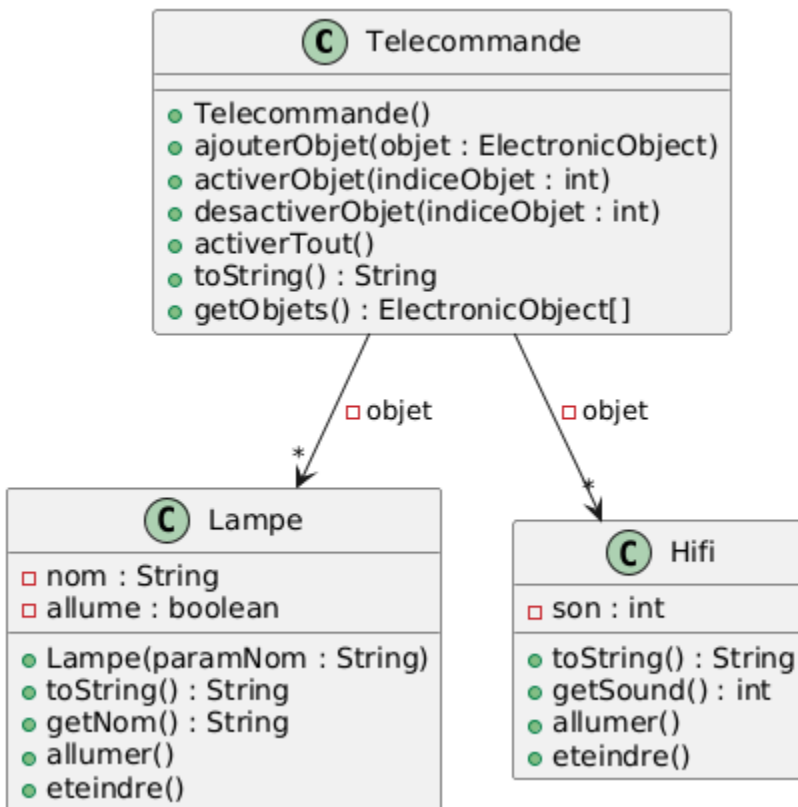 C Telecommande
Telecommande()
ajouterObjet(objet : ElectronicObject)
activerObjet(indiceObjet : int)
desactiverObjet(indiceObjet : int)
activerTout()
toString() : String
getObjets() : ElectronicObject[]
objet
objet
*
*
C Lampe
nom : String
allume : boolean
Lampe(paramNom : String)
toString() : String
getNom() : String
allumer()
eteindre()
C Hifi
son : int
toString() : String
getSound() : int
allumer()
eteindre()